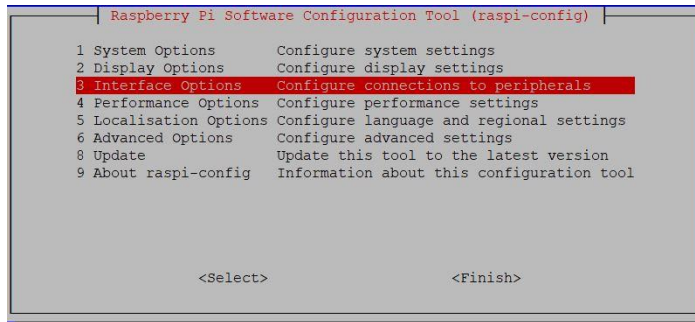 Raspberry Pi Software Configuration Tool (raspi-config)
1 System Options Configure system settings
2 Display Options Configure display settings
3 Interface Options Configure connections to peripherals
4 Performance Options Configure performance settings
5 Localisation Options Configure language and regional settings
6 Advanced Options Configure advanced settings
8 Update Update this tool to the latest version
9 About raspi-config Information about this configuration tool
<Select> <Finish>